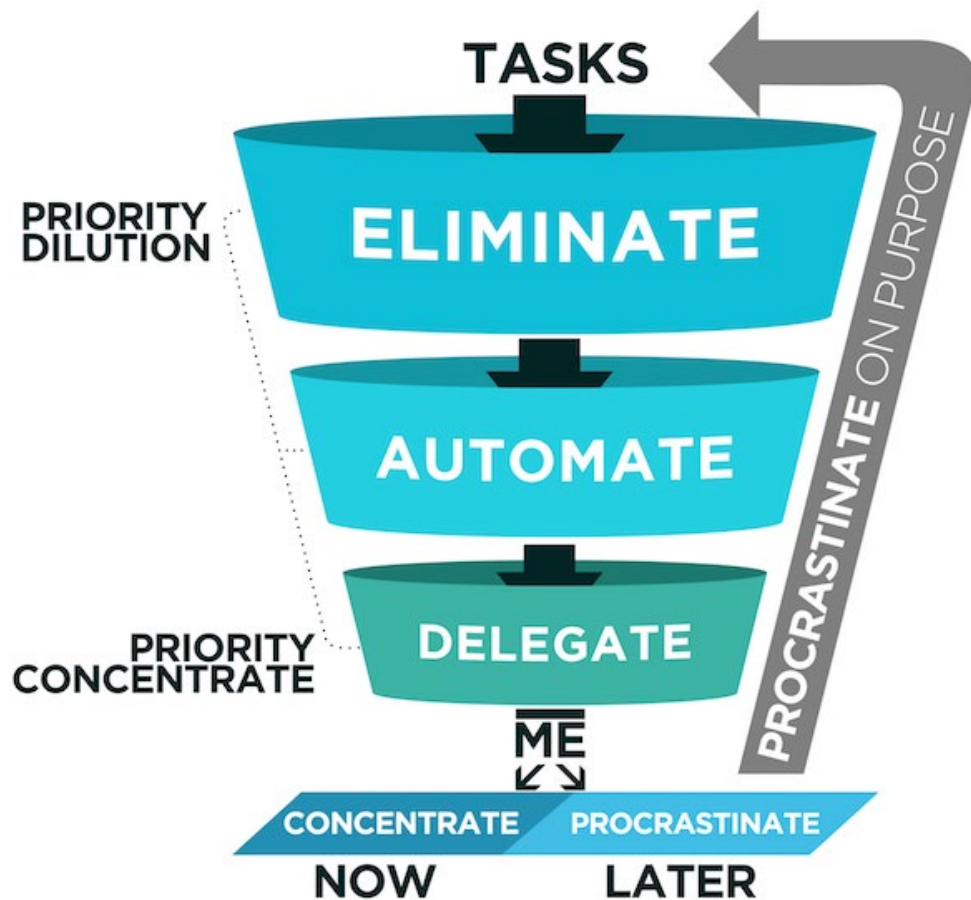 TASKS
ELIMINATE
PRIORITY
DILUTION
AUTOMATE
DELEGATE
PRIORITY
CONCENTRATE
PROCRASTINATE ON PURPOSE
ME
CONCENTRATE
PROCRASTINATE
NOW
LATER